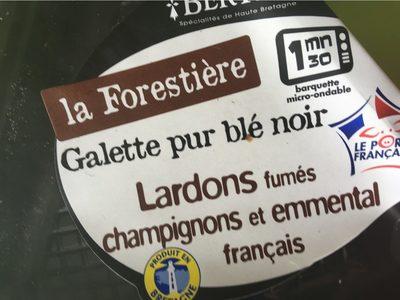 Spécialités de Haute Bretagne
la Forestière
1 mn
30
barquette
micro-ondable
Galette pur blé noir
LE PORC
FRANÇAIS
Lardons fumés
champignons et emmental
français
PRODUIT EN
BRETAGNE